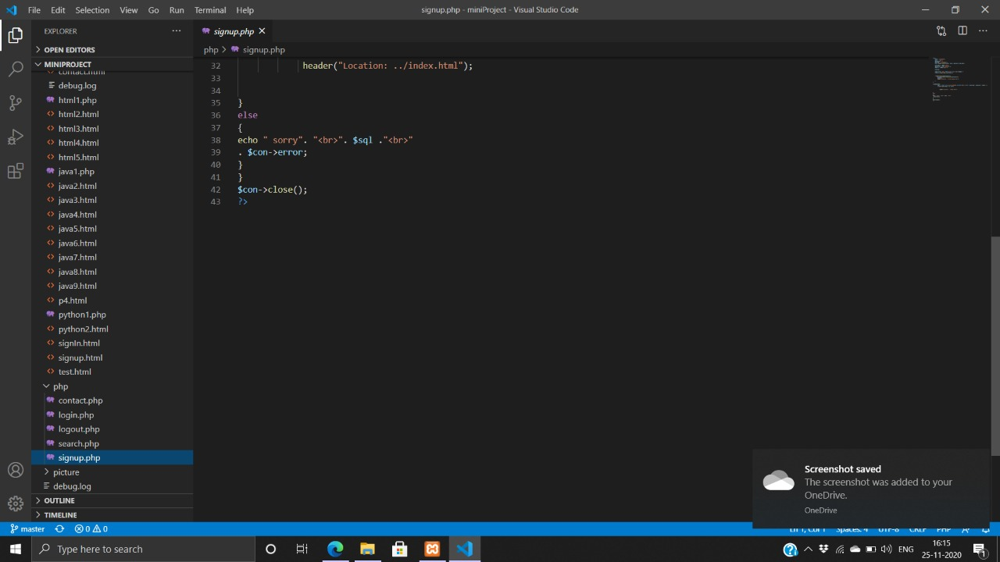 File Edit Selection View Go Run Terminal Help
signup.php - miniProject - Visual Studio Code
EXPLORER
OPEN EDITORS
MINIPROJECT
contact.html
debug.log
html1.php
html2.html
html3.html
html4.html
html5.html
java1.php
java2.html
java3.html
java4.html
java5.html
java6.html
java7.html
java8.html
java9.html
p4.html
python1.php
python2.html
signIn.html
signup.html
test.html
php
contact.php
login.php
logout.php
search.php
signup.php
picture
debug.log
OUTLINE
TIMELINE
signup.php
php > signup.php
32 header("Location: ../index.html");
33
34
35 }
36 else
37 {
38 echo " sorry". "<br>". $sql ."<br>"
39 . $con->error;
40 }
41 }
42 $con->close();
43 ?>
Screenshot saved
The screenshot was added to your
OneDrive.
OneDrive
master 0 0
Ln 1, Col 1 Spaces: 4 UTF-8 CRLF PHP
Type here to search
ENG
16:15
25-11-2020
1